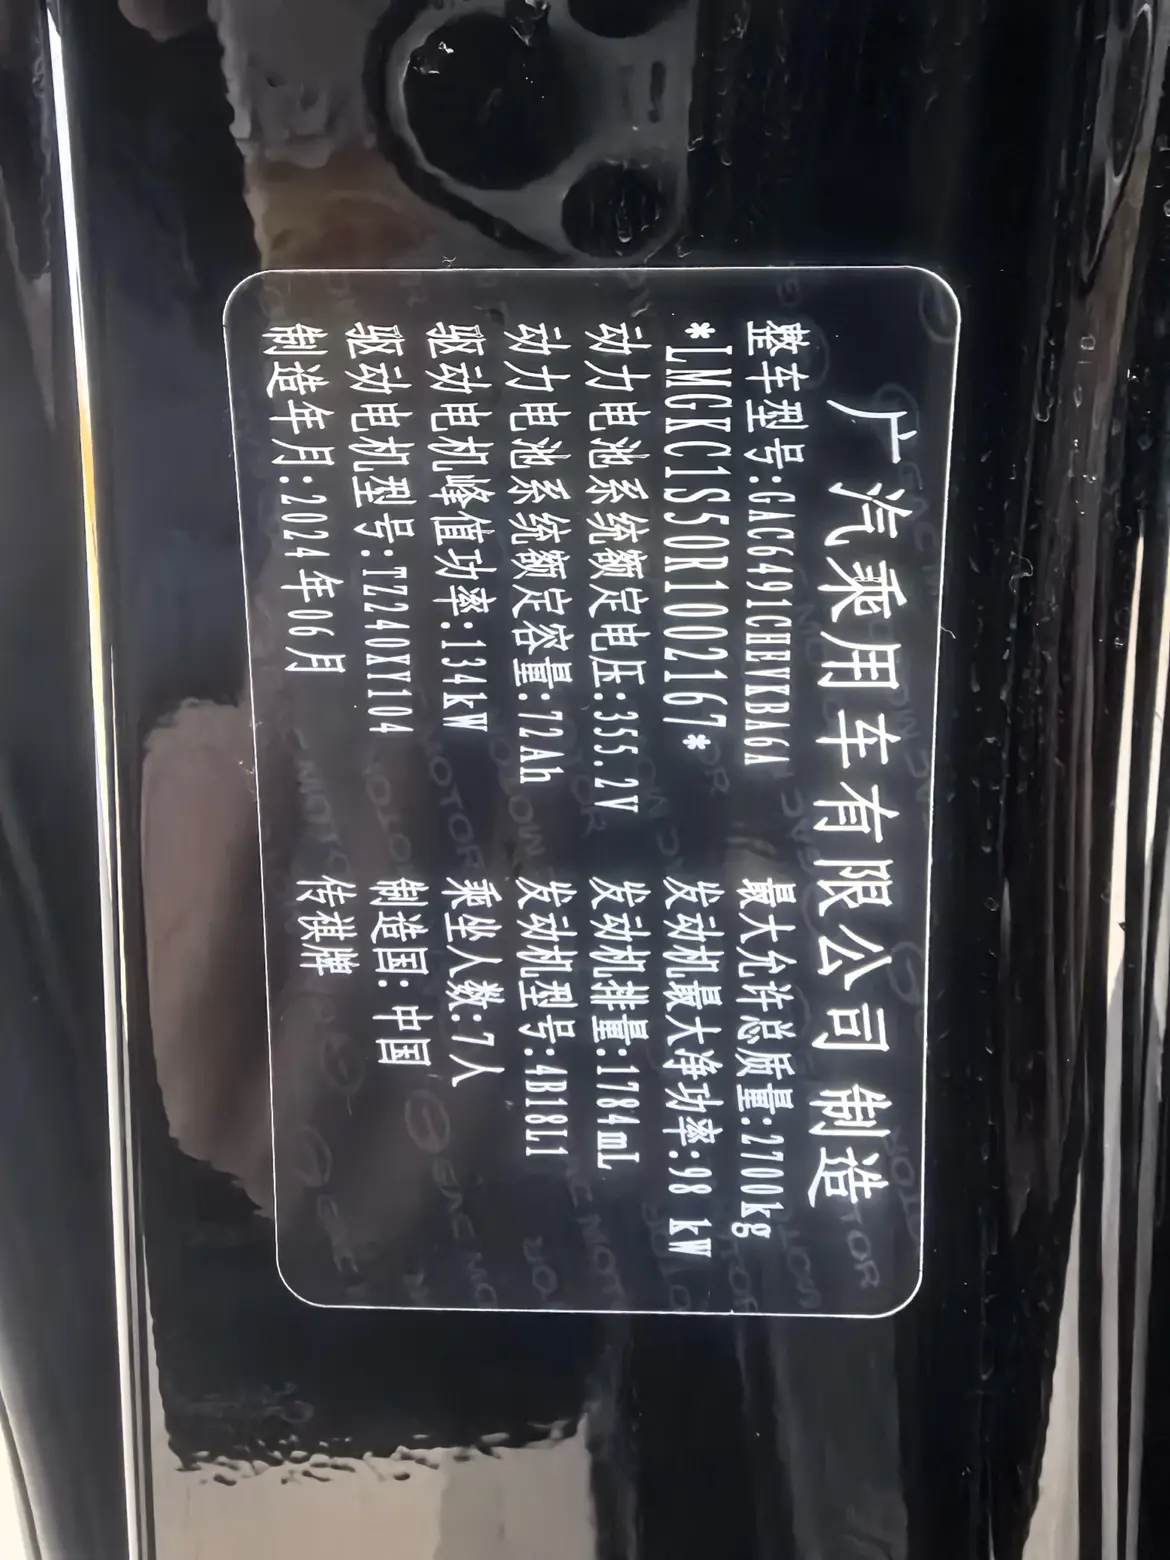 广汽乘用车有限公司 制造
整车型号:GAC6491CHEVKBA6A
最大允许总质量:2700kg
*LMGKC1S50R1002167*
发动机最大净功率:98 kW
动力电池系统额定电压:355.2V
发动机排量:1784mL
动力电池系统额定容量:72Ah
发动机型号:4B18L1
驱动电机峰值功率:134kW
乘坐人数:7人
驱动电机型号:TZ240XY104
制造国:中国
制造年月:2024年06月
传祺牌
GAC MOTOR